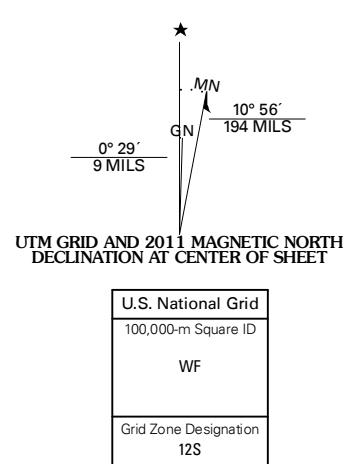 MN
10° 56´
194 MILS
GN
0° 29´
9 MILS
UTM GRID AND 2011 MAGNETIC NORTH
DECLINATION AT CENTER OF SHEET
U.S. National Grid
100,000-m Square ID
WF
Grid Zone Designation
12S